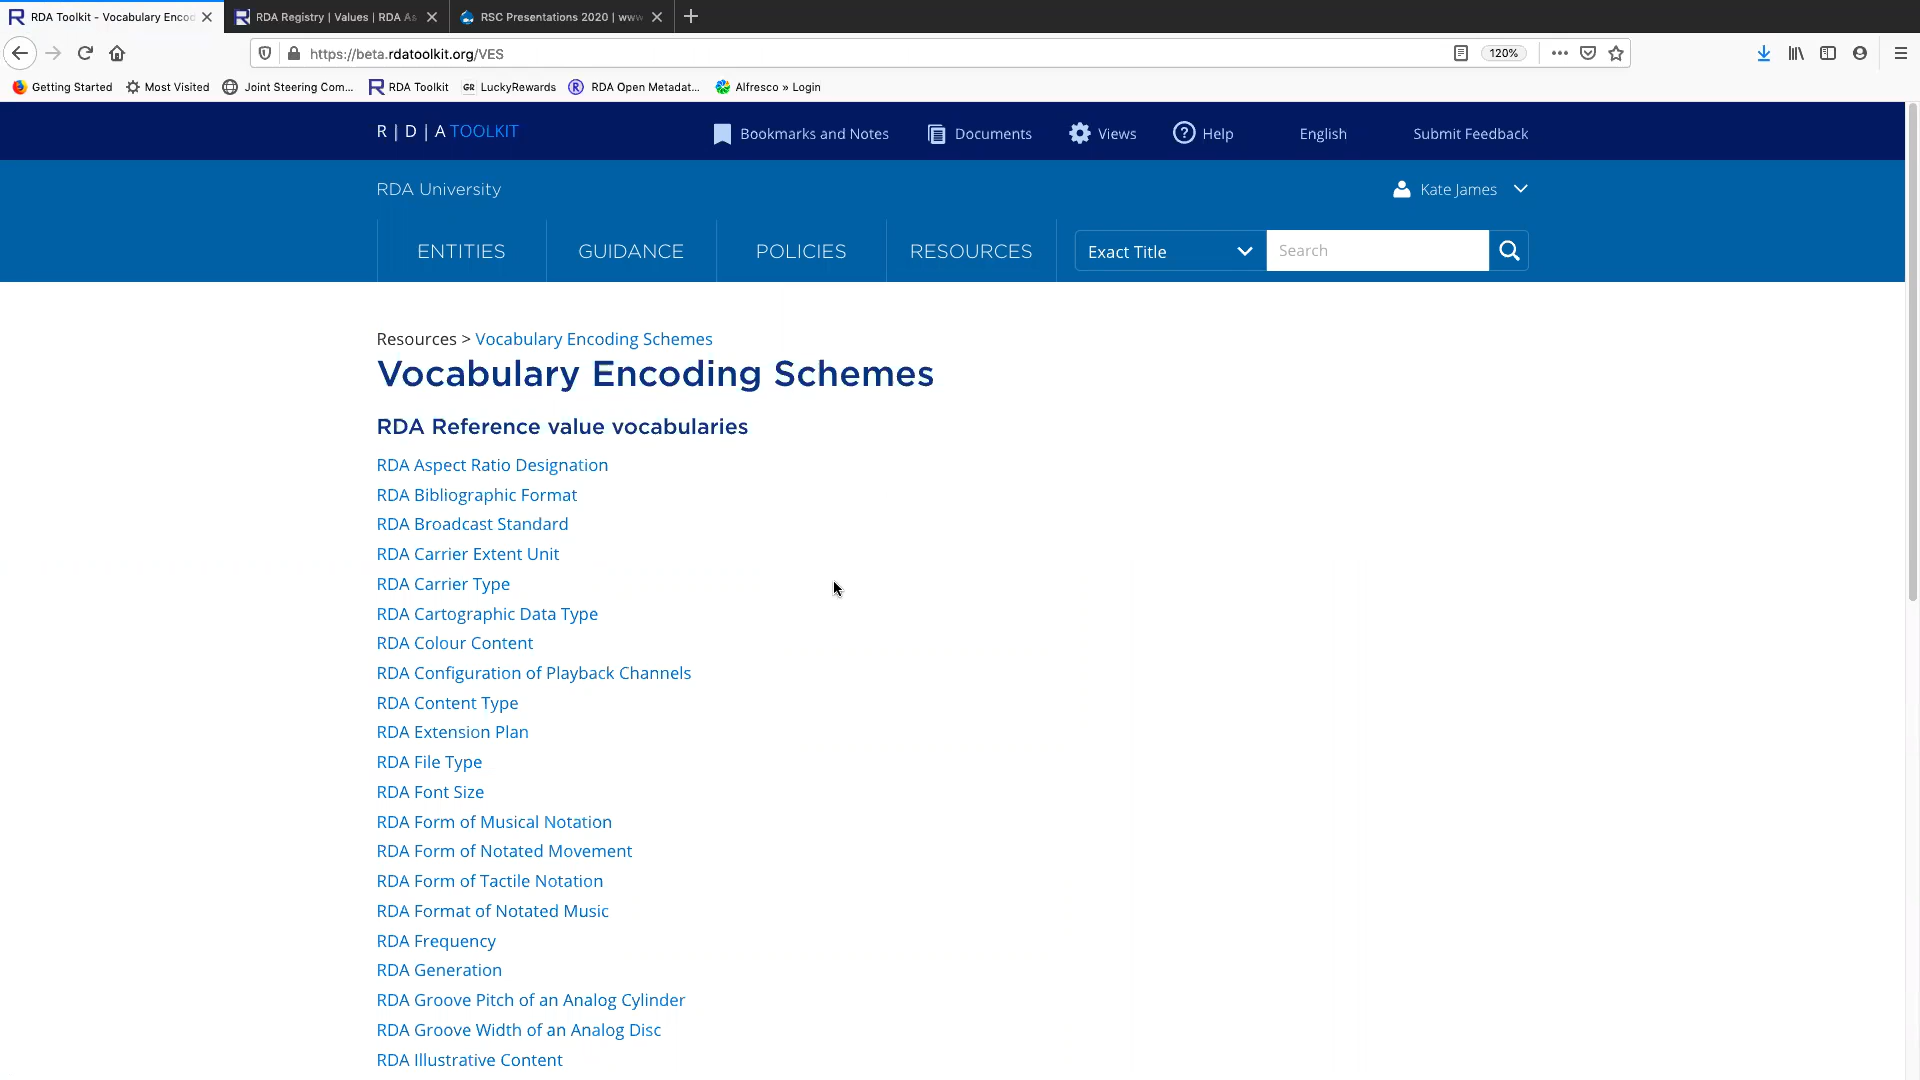 RDA Toolkit - Vocabulary Encod
RDA Registry | Values | RDA As
RSC Presentations 2020 | www
https://beta.rdatoolkit.org/VES
120%
Getting Started
Most Visited
Joint Steering Com...
RDA Toolkit
GR LuckyRewards
RDA Open Metadat...
Alfresco » Login
R | D | A TOOLKIT
Bookmarks and Notes
Documents
Views
Help
English
Submit Feedback
RDA University
Kate James
ENTITIES
GUIDANCE
POLICIES
RESOURCES
Exact Title
Search
Resources > Vocabulary Encoding Schemes
Vocabulary Encoding Schemes
RDA Reference value vocabularies
RDA Aspect Ratio Designation
RDA Bibliographic Format
RDA Broadcast Standard
RDA Carrier Extent Unit
RDA Carrier Type
RDA Cartographic Data Type
RDA Colour Content
RDA Configuration of Playback Channels
RDA Content Type
RDA Extension Plan
RDA File Type
RDA Font Size
RDA Form of Musical Notation
RDA Form of Notated Movement
RDA Form of Tactile Notation
RDA Format of Notated Music
RDA Frequency
RDA Generation
RDA Groove Pitch of an Analog Cylinder
RDA Groove Width of an Analog Disc
RDA Illustrative Content